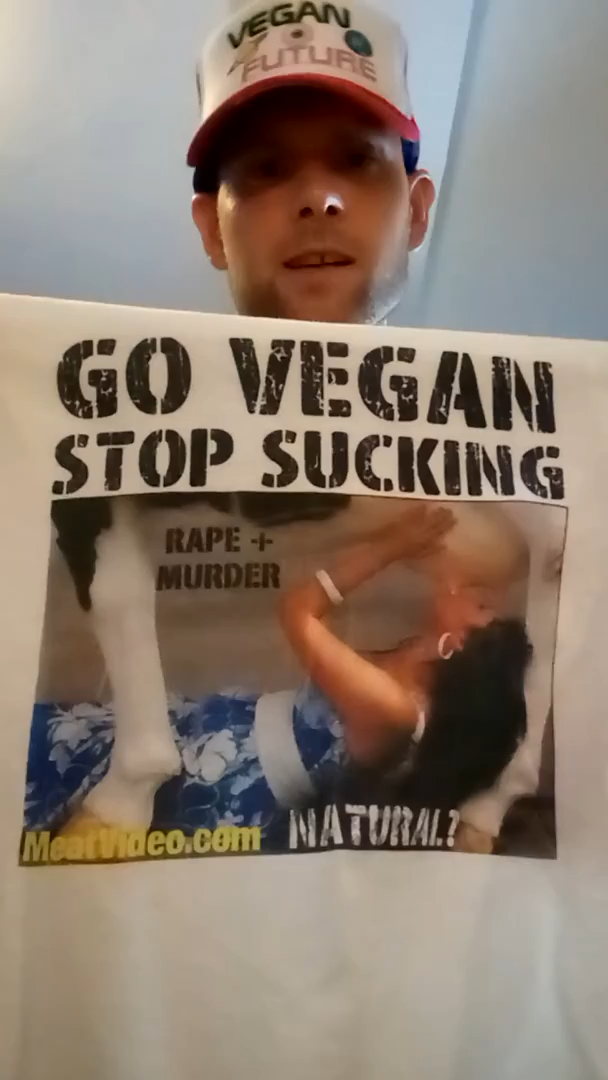 VEGAN
FUTURE
GO VEGAN
STOP SUCKING
RAPE +
MURDER
MeatVideo.com
NATURAL?